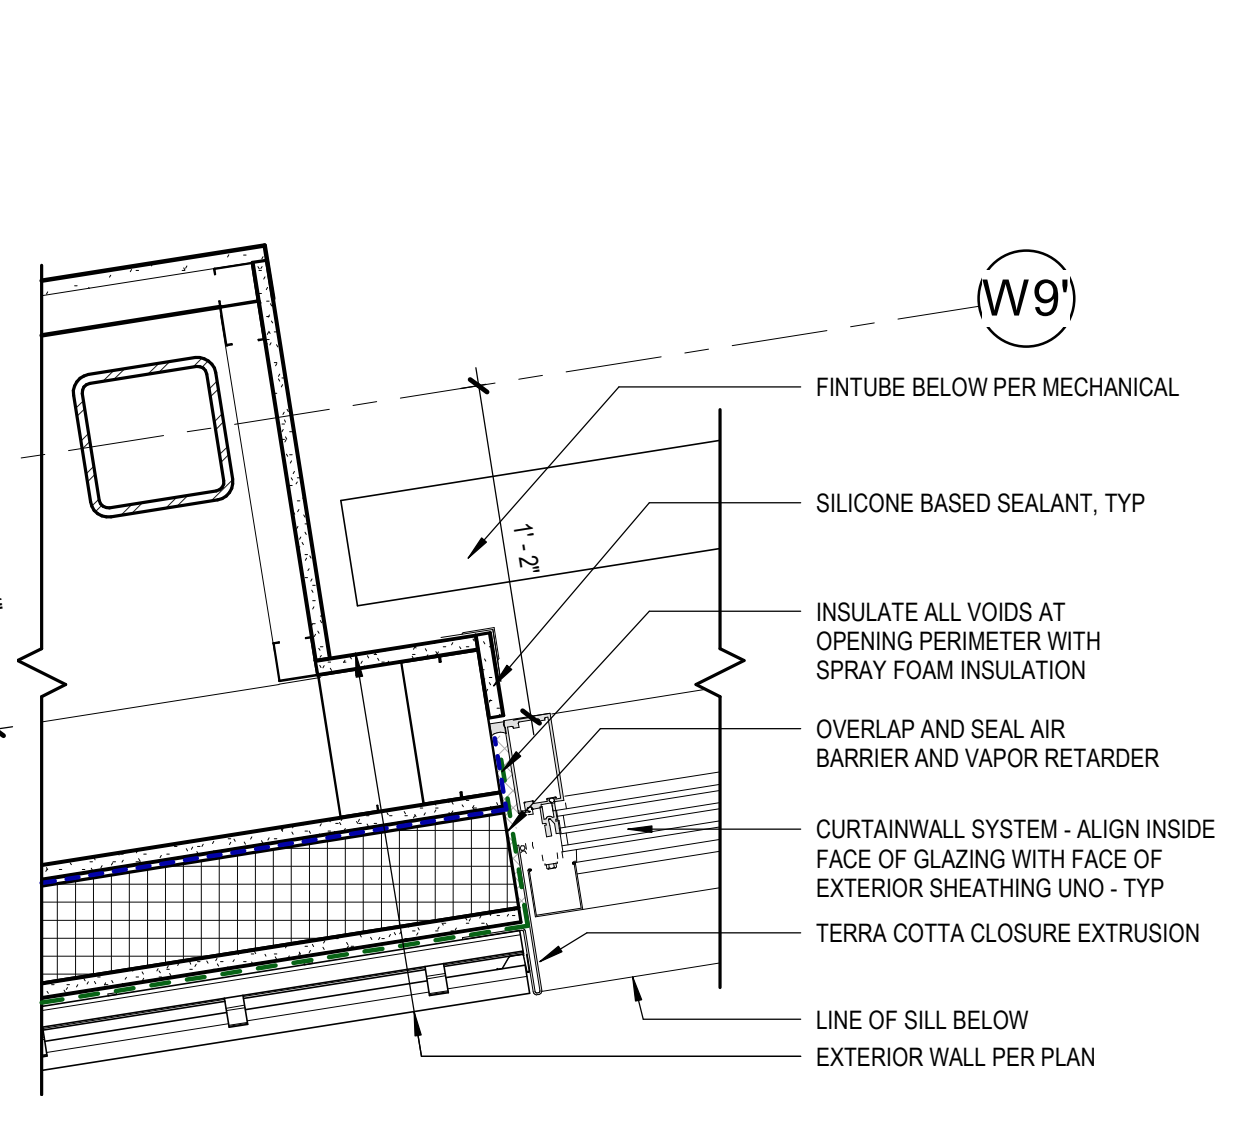 W9'
FINTUBE BELOW PER MECHANICAL
SILICONE BASED SEALANT, TYP
1' - 2"
INSULATE ALL VOIDS AT
OPENING PERIMETER WITH
SPRAY FOAM INSULATION
OVERLAP AND SEAL AIR
BARRIER AND VAPOR RETARDER
CURTAINWALL SYSTEM - ALIGN INSIDE
FACE OF GLAZING WITH FACE OF
EXTERIOR SHEATHING UNO - TYP
TERRA COTTA CLOSURE EXTRUSION
LINE OF SILL BELOW
EXTERIOR WALL PER PLAN